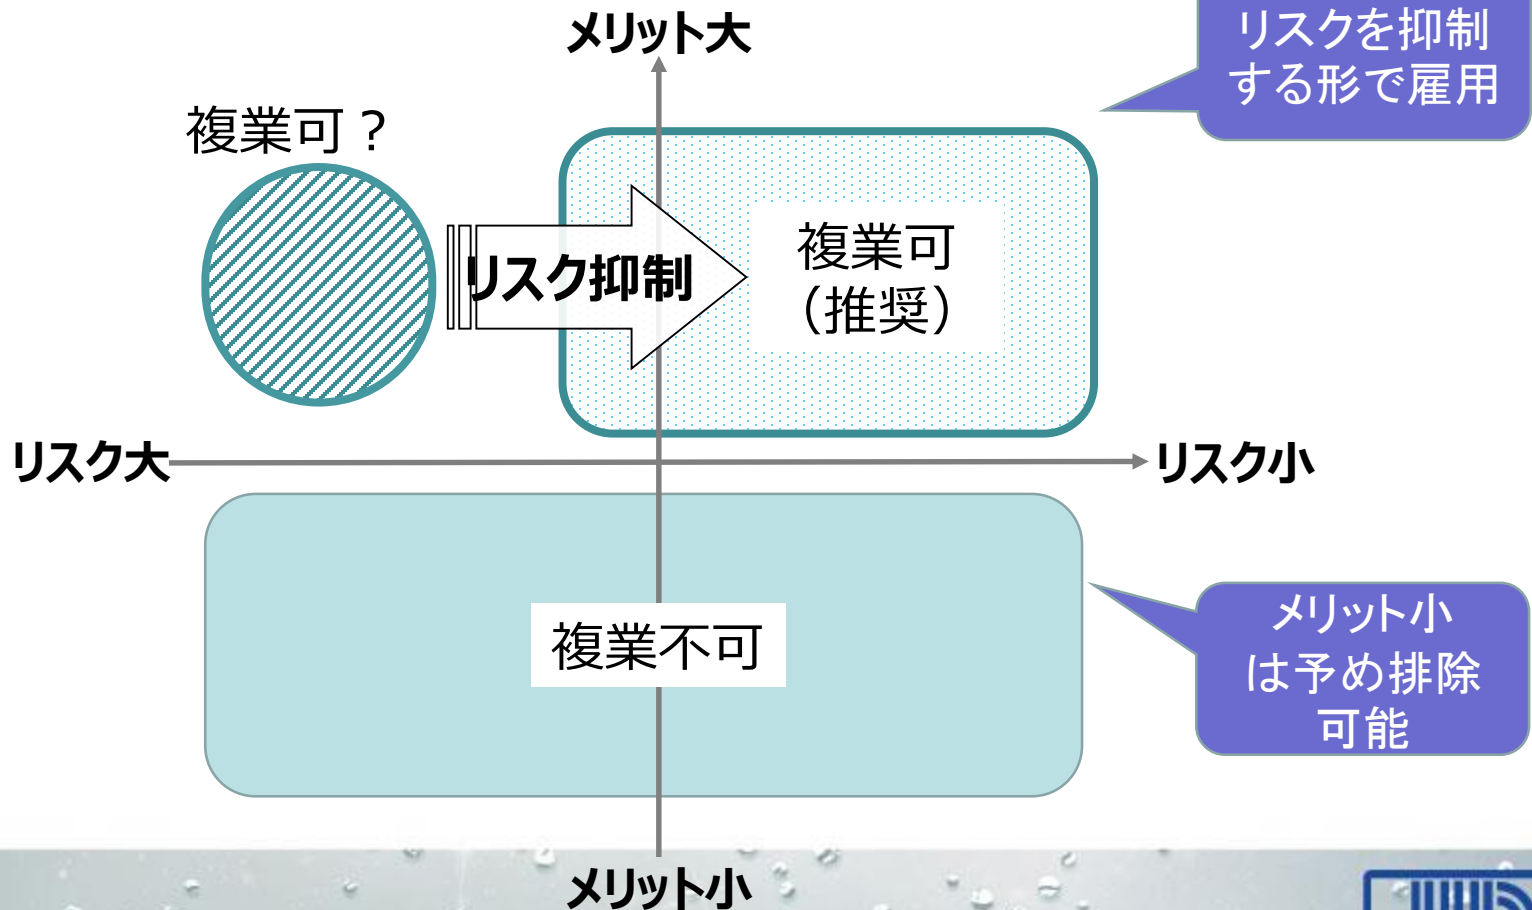 メリット大
リスクを抑制
する形で雇用
複業可？
リスク抑制
複業可
（推奨）
リスク大
リスク小
複業不可
メリット小
は予め排除
可能
メリット小